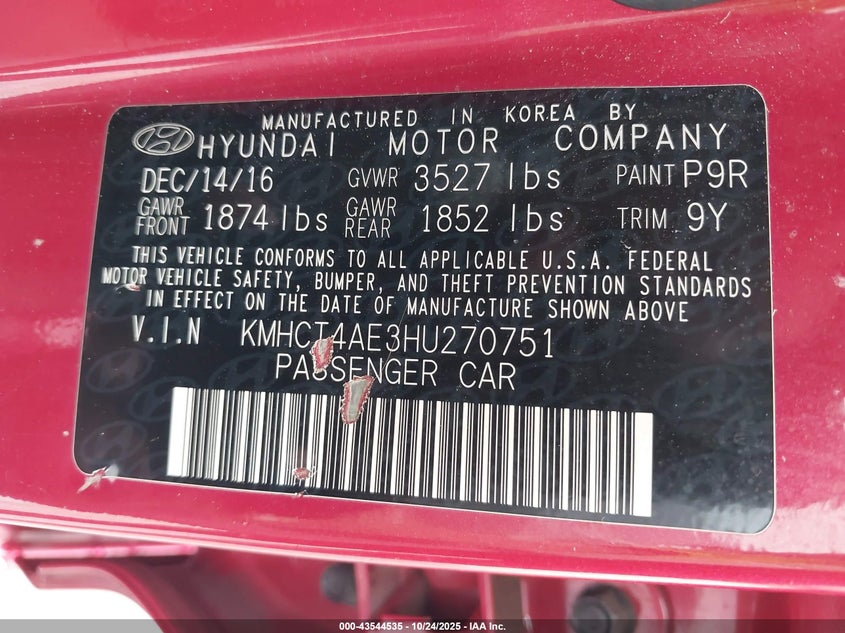 MANUFACTURED IN KOREA BY
HYUNDAI MOTOR COMPANY
DEC/14/16 GVWR 3527 lbs PAINT P9R
GAWR FRONT 1874 lbs GAWR REAR 1852 lbs TRIM 9Y
THIS VEHICLE CONFORMS TO ALL APPLICABLE U.S.A. FEDERAL
MOTOR VEHICLE SAFETY, BUMPER, AND THEFT PREVENTION STANDARDS
IN EFFECT ON THE DATE OF MANUFACTURE SHOWN ABOVE
V.I.N KMHCT4AE3HU270751
PASSENGER CAR
000-43544535 - 10/24/2025 - IAA, Inc.